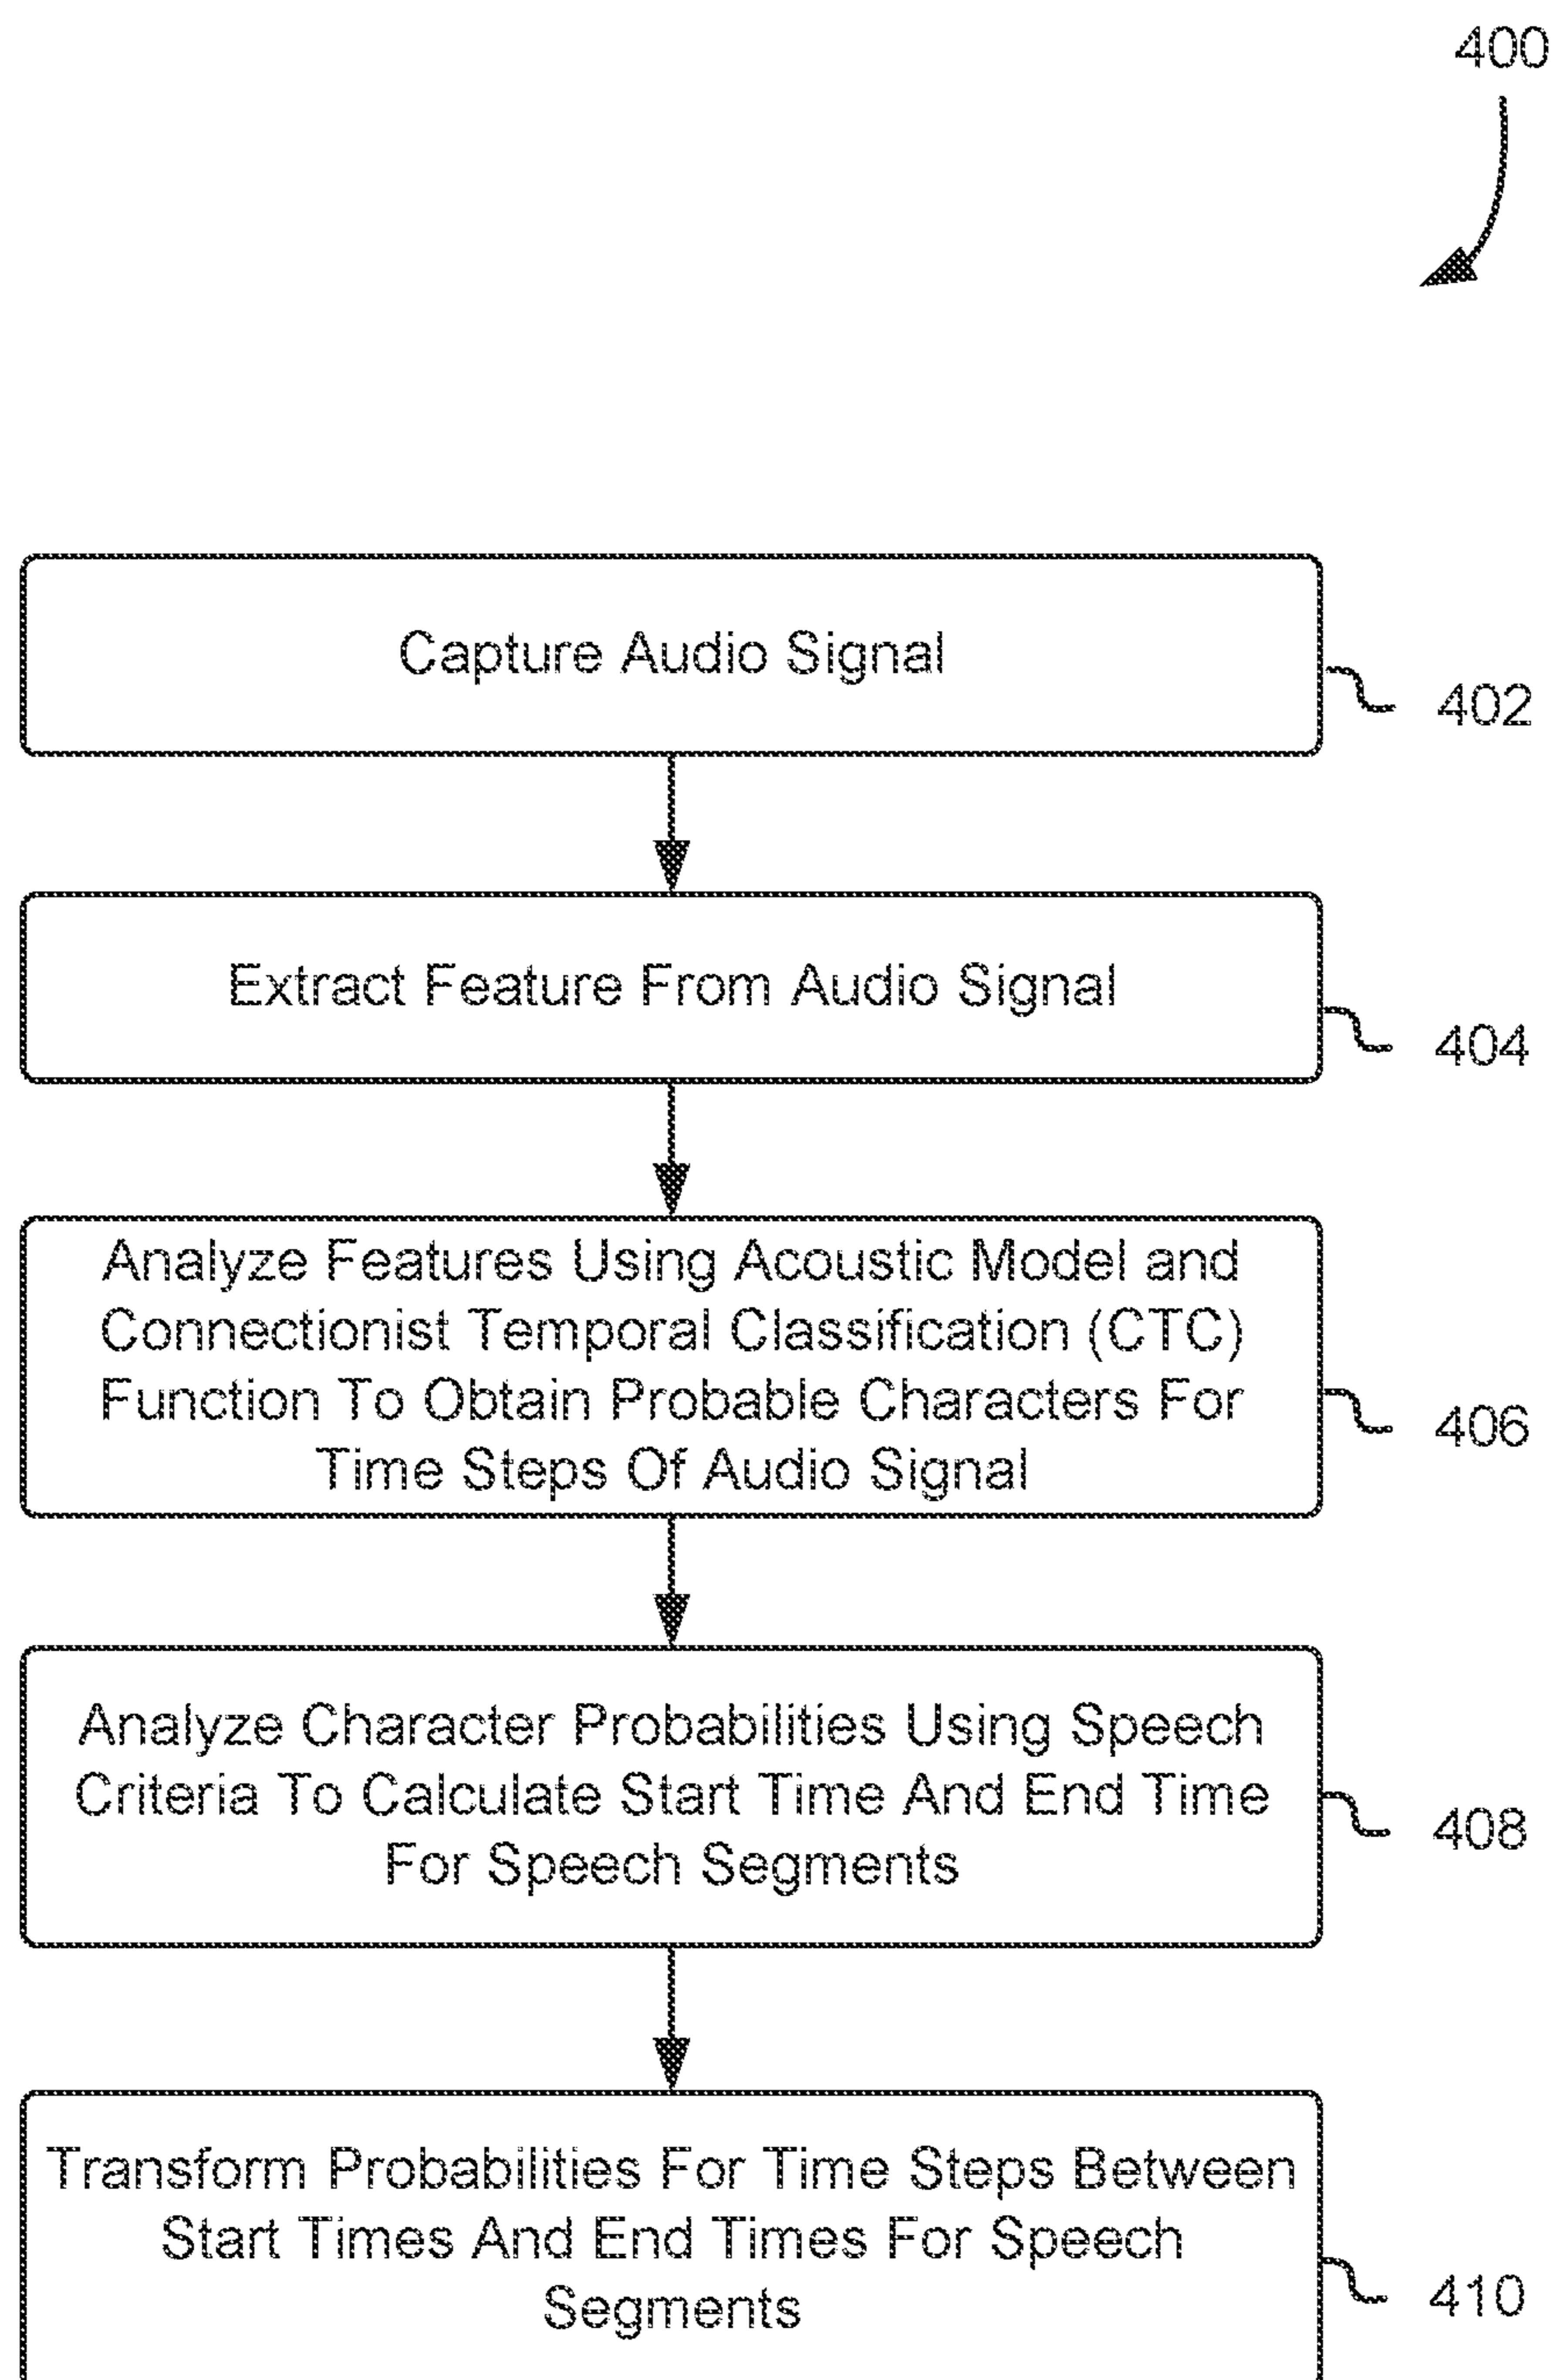 400
Capture Audio Signal
402
Extract Feature From Audio Signal
404
Analyze Features Using Acoustic Model and
Connectionist Temporal Classification (CTC)
Function To Obtain Probable Characters For
Time Steps Of Audio Signal
406
Analyze Character Probabilities Using Speech
Criteria To Calculate Start Time And End Time
For Speech Segments
408
Transform Probabilities For Time Steps Between
Start Times And End Times For Speech
Segments
410